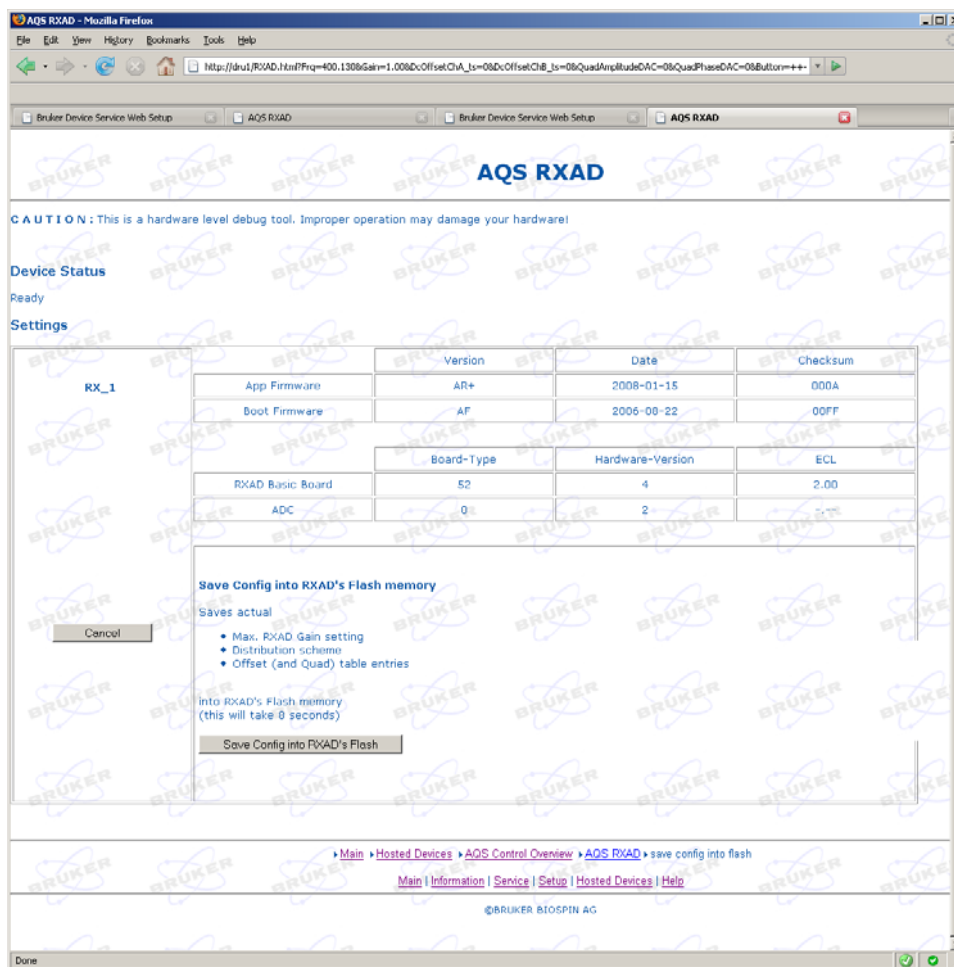 AQS RXAD - Mozilla Firefox
File Edit View History Bookmarks Tools Help
http://dru1/RXAD.html?Frq=400.130&Gain=1.00&DcOffsetChA_ts=0&DcOffsetChB_ts=0&QuadAmplitudeDAC=0&QuadPhaseDAC=0&Button=++-
Bruker Device Service Web Setup AQS RXAD Bruker Device Service Web Setup AQS RXAD
AQS RXAD
CAUTION: This is a hardware level debug tool. Improper operation may damage your hardware!
Device Status
Ready
Settings
Version Date Checksum
RX_1 App Firmware AR+ 2008-01-15 000A
Boot Firmware AF 2006-08-22 00FF
Board-Type Hardware-Version ECL
RXAD Basic Board 52 4 2.00
ADC 0 2 -.--
Save Config into RXAD's Flash memory
Saves actual
Cancel
• Max. RXAD Gain setting
• Distribution scheme
• Offset (and Quad) table entries
into RXAD's Flash memory
(this will take 8 seconds)
Save Config into RXAD's Flash
Main Hosted Devices AQS Control Overview AQS RXAD save config into flash
Main | Information | Service | Setup | Hosted Devices | Help
©BRUKER BIOSPIN AG
Done